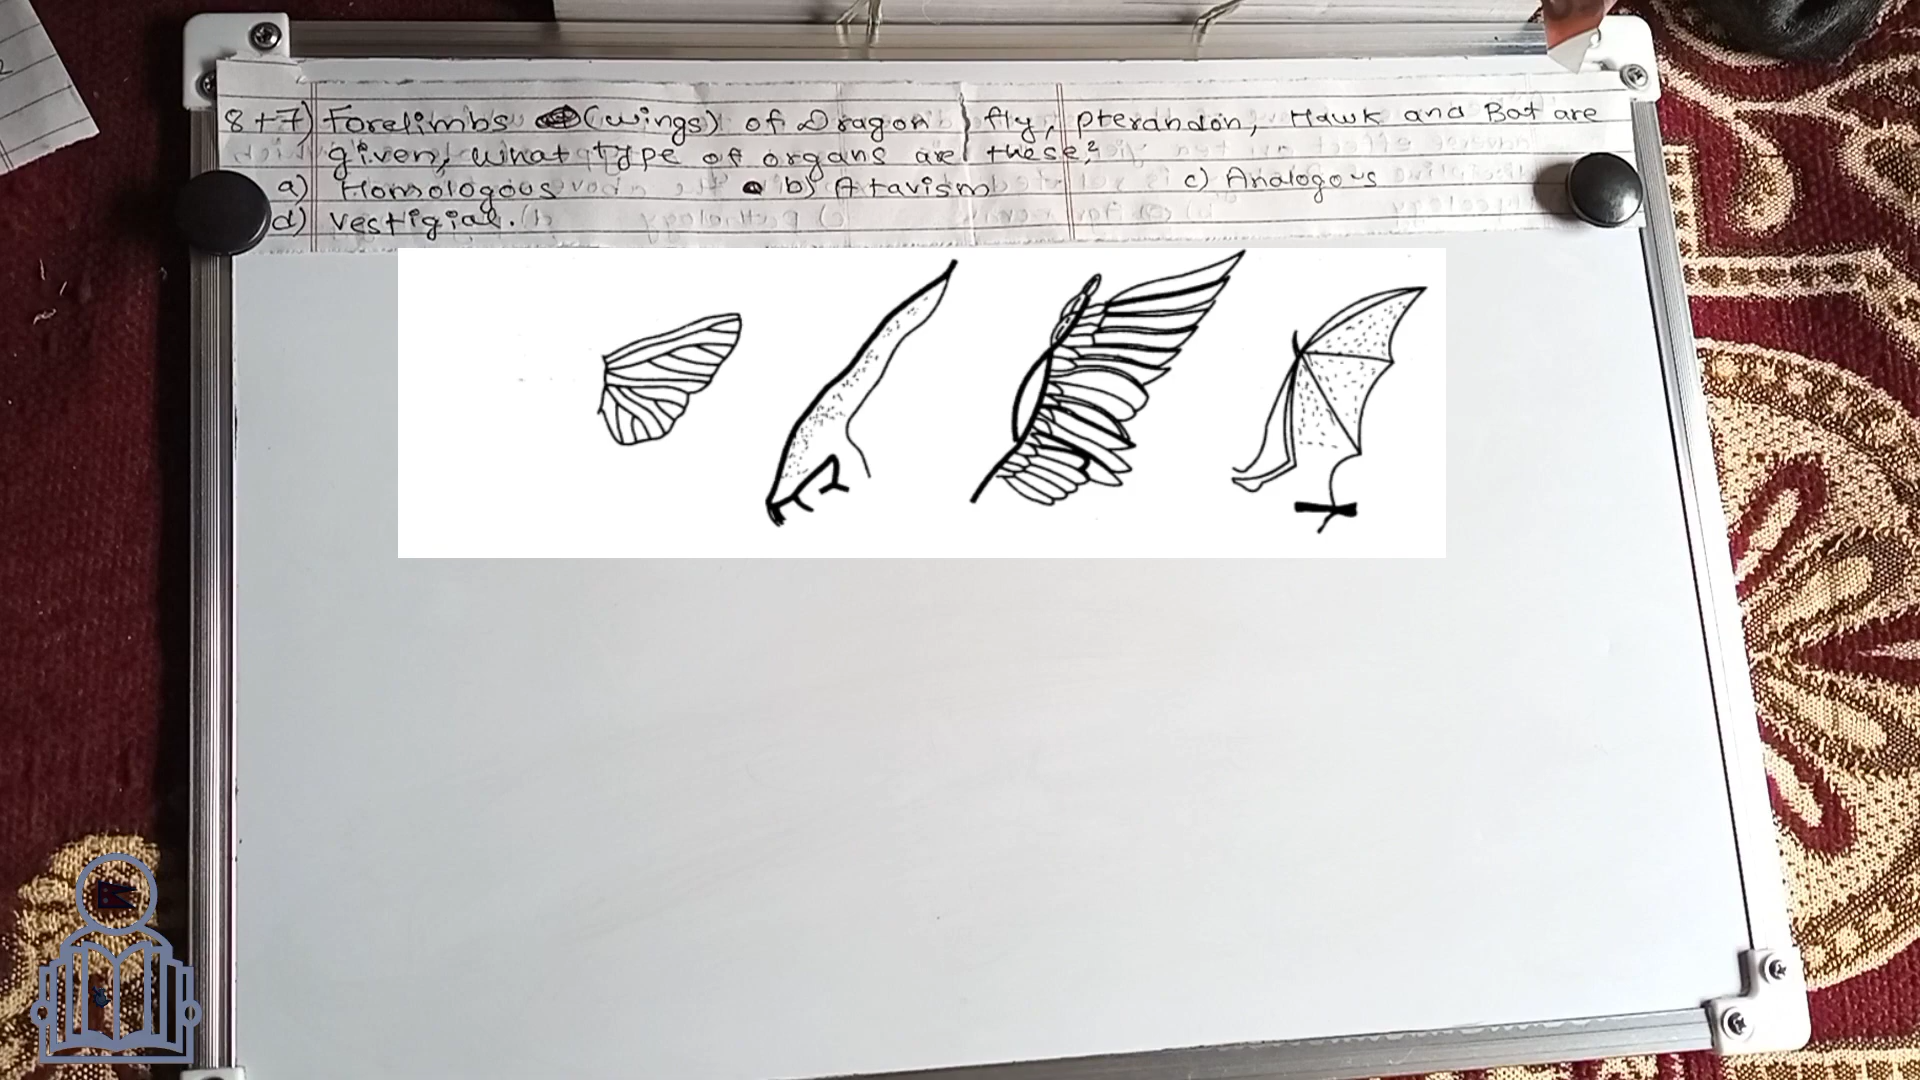 8+7) Forelimbs (wings) of Dragon fly, Pterandon, Hawk and Bat are
given, what type of organs are these?
a) Homologous b) Atavism c) Analogous
d) Vestigial.